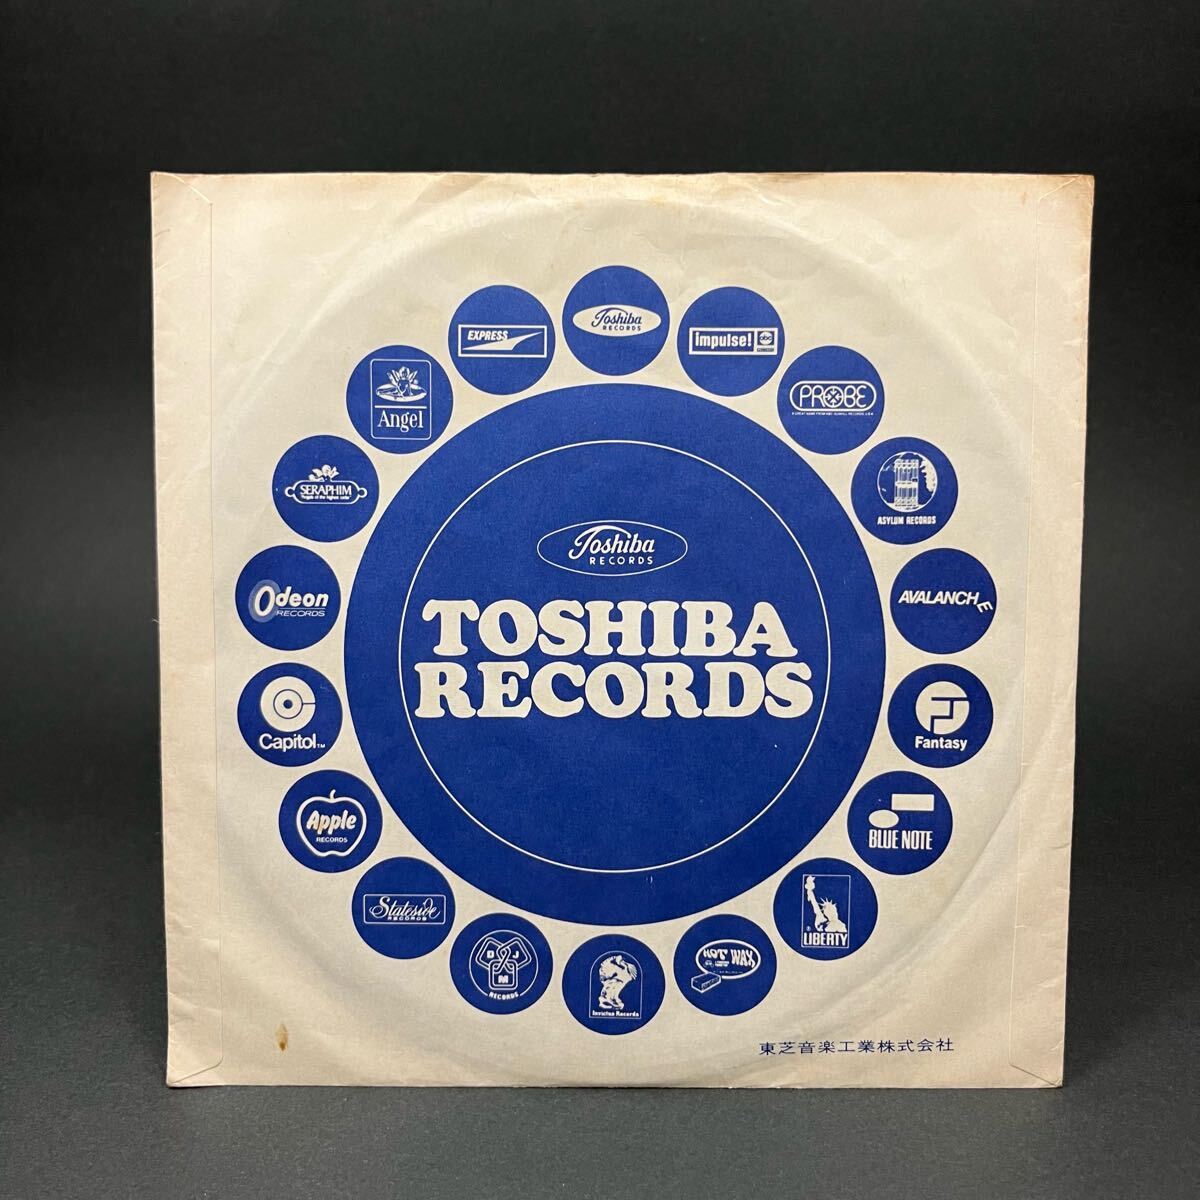 Toshiba
RECORDS
impulse!
abc
PROBE
ASYLUM RECORDS
AVALANCHE
Fantasy
BLUE NOTE
LIBERTY
HOT WAX
Invictus Records
D J
M
RECORDS
Stateside
RECORDS
Apple
RECORDS
Capitol™
Odeon
RECORDS
SERAPHIM
Angel
EXPRESS
Toshiba
RECORDS
TOSHIBA
RECORDS
東芝音楽工業株式会社